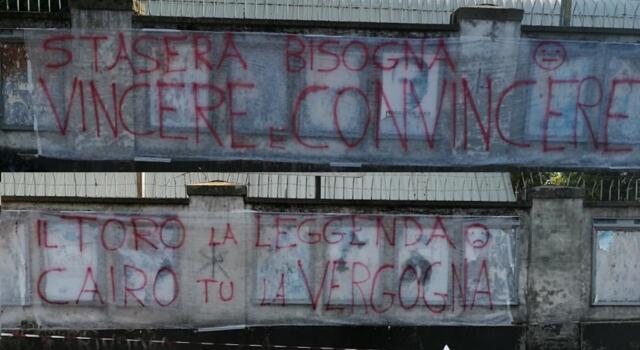 STASERA BISOGNA
VINCERE E CONVINCERE
IL TORO LA LEGGENDA
CAIRO TU LA VERGOGNA